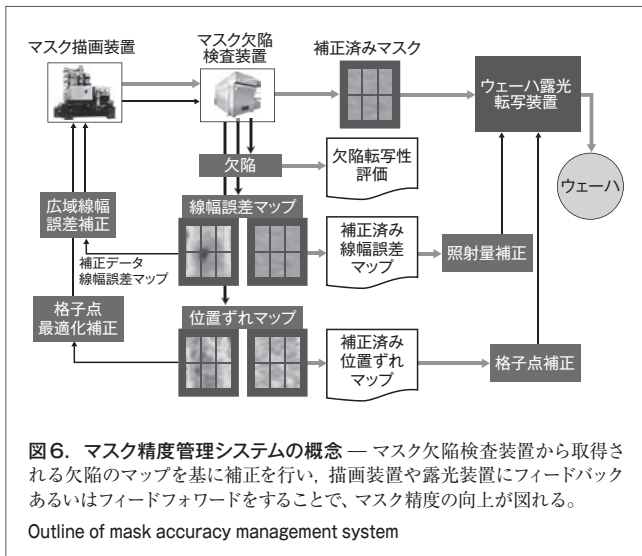 マスク描画装置
マスク欠陥
検査装置
補正済みマスク
ウェーハ露光
転写装置
欠陥
欠陥転写性
評価
ウェーハ
広域線幅
誤差補正
線幅誤差マップ
補正データ
線幅誤差マップ
補正済み
線幅誤差
マップ
照射量補正
格子点
最適化補正
位置ずれマップ
補正済み
位置ずれ
マップ
格子点補正
図6. マスク精度管理システムの概念 — マスク欠陥検査装置から取得さ
れる欠陥のマップを基に補正を行い，描画装置や露光装置にフィードバック
あるいはフィードフォワードをすることで、マスク精度の向上が図れる。
Outline of mask accuracy management system